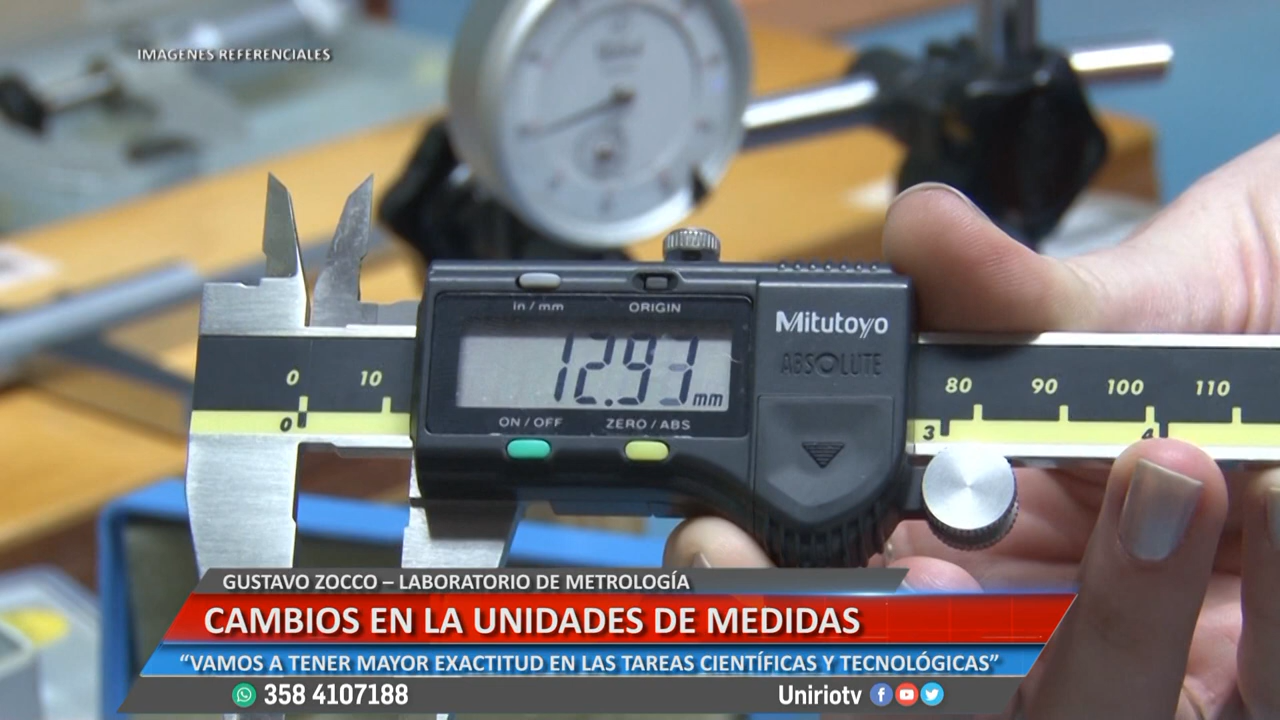 IMAGENES REFERENCIALES
in/mm
ORIGIN
Mitutoyo
ABSOLUTE
12.93 mm
ON/OFF
ZERO/ABS
0 10
80 90 100 110
0
3 4
GUSTAVO ZOCCO – LABORATORIO DE METROLOGÍA
CAMBIOS EN LA UNIDADES DE MEDIDAS
“VAMOS A TENER MAYOR EXACTITUD EN LAS TAREAS CIENTÍFICAS Y TECNOLÓGICAS”
358 4107188
Uniriotv